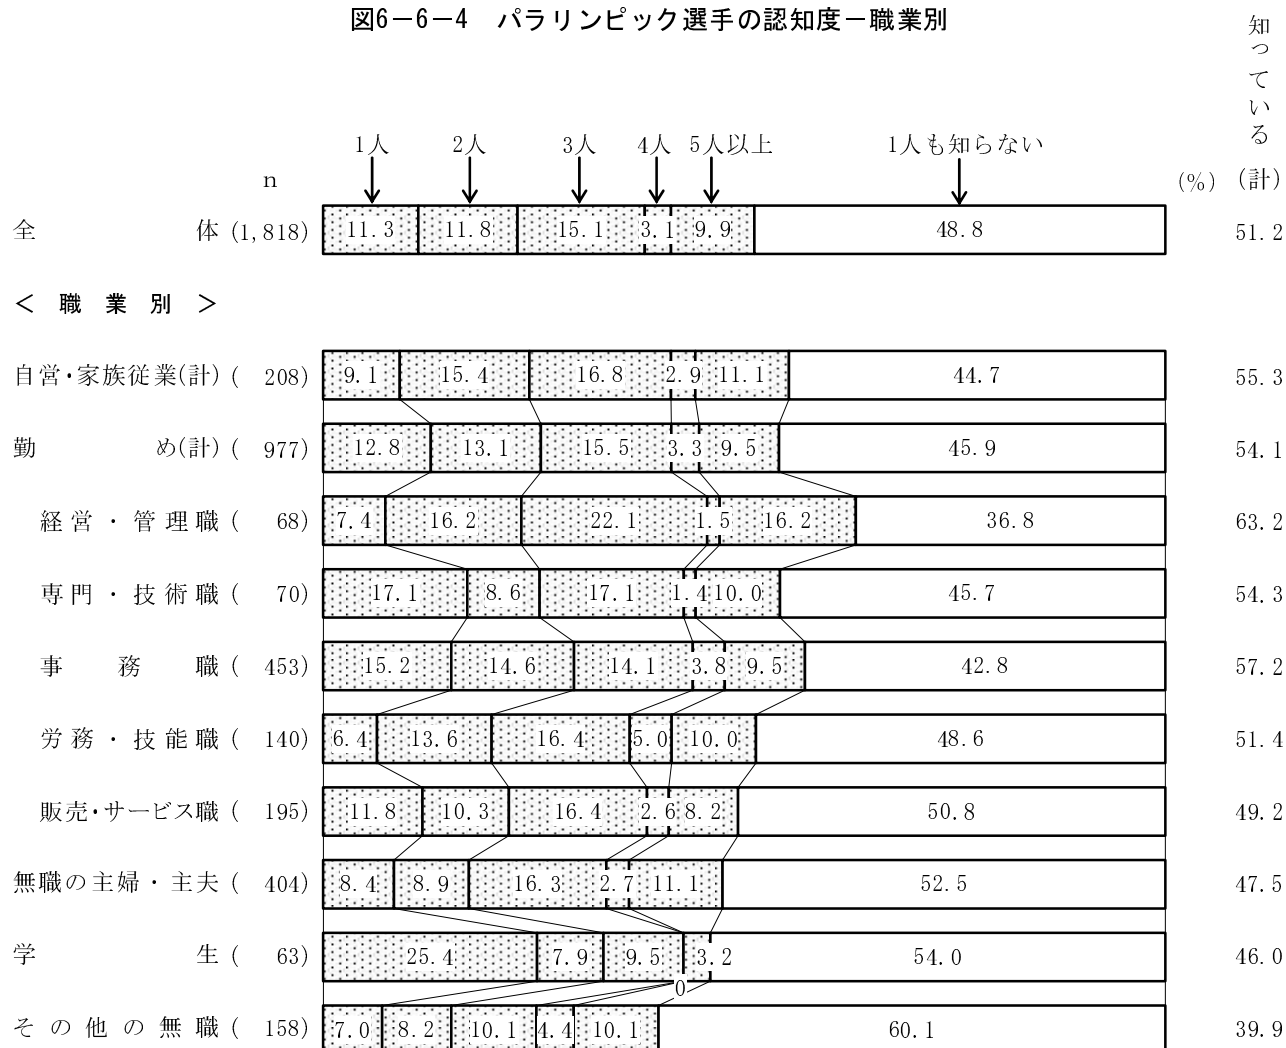 図6－6－4　パラリンピック選手の認知度－職業別
知っている
1人 2人 3人 4人 5人以上 1人も知らない
n (%) (計)
全体 (1,818) 11.3 11.8 15.1 3.1 9.9 48.8 51.2
＜職業別＞
自営・家族従業(計) ( 208) 9.1 15.4 16.8 2.9 11.1 44.7 55.3
勤め(計) ( 977) 12.8 13.1 15.5 3.3 9.5 45.9 54.1
経営・管理職 ( 68) 7.4 16.2 22.1 1.5 16.2 36.8 63.2
専門・技術職 ( 70) 17.1 8.6 17.1 1.4 10.0 45.7 54.3
事務職 ( 453) 15.2 14.6 14.1 3.8 9.5 42.8 57.2
労務・技能職 ( 140) 6.4 13.6 16.4 5.0 10.0 48.6 51.4
販売・サービス職 ( 195) 11.8 10.3 16.4 2.6 8.2 50.8 49.2
無職の主婦・主夫 ( 404) 8.4 8.9 16.3 2.7 11.1 52.5 47.5
学生 ( 63) 25.4 7.9 9.5 3.2 54.0 46.0
0
その他の無職 ( 158) 7.0 8.2 10.1 4.4 10.1 60.1 39.9